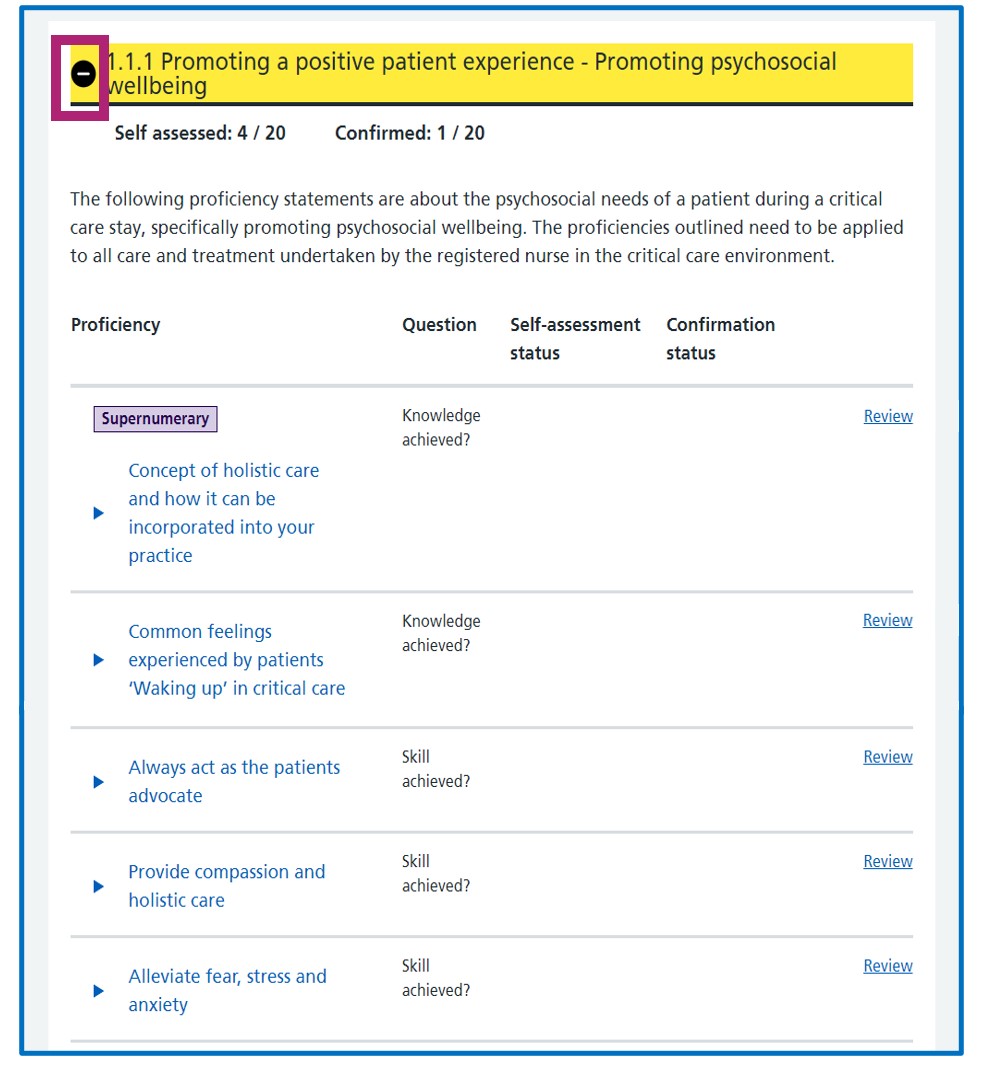 1.1.1 Promoting a positive patient experience - Promoting psychosocial
wellbeing
Self assessed: 4 / 20 Confirmed: 1 / 20
The following proficiency statements are about the psychosocial needs of a patient during a critical
care stay, specifically promoting psychosocial wellbeing. The proficiencies outlined need to be applied
to all care and treatment undertaken by the registered nurse in the critical care environment.
Proficiency Question Self-assessment status Confirmation status
Supernumerary
Knowledge
achieved?
Review
Concept of holistic care
and how it can be
incorporated into your
practice
Common feelings
experienced by patients
‘Waking up’ in critical care
Knowledge
achieved?
Review
Always act as the patients
advocate
Skill
achieved?
Review
Provide compassion and
holistic care
Skill
achieved?
Review
Alleviate fear, stress and
anxiety
Skill
achieved?
Review